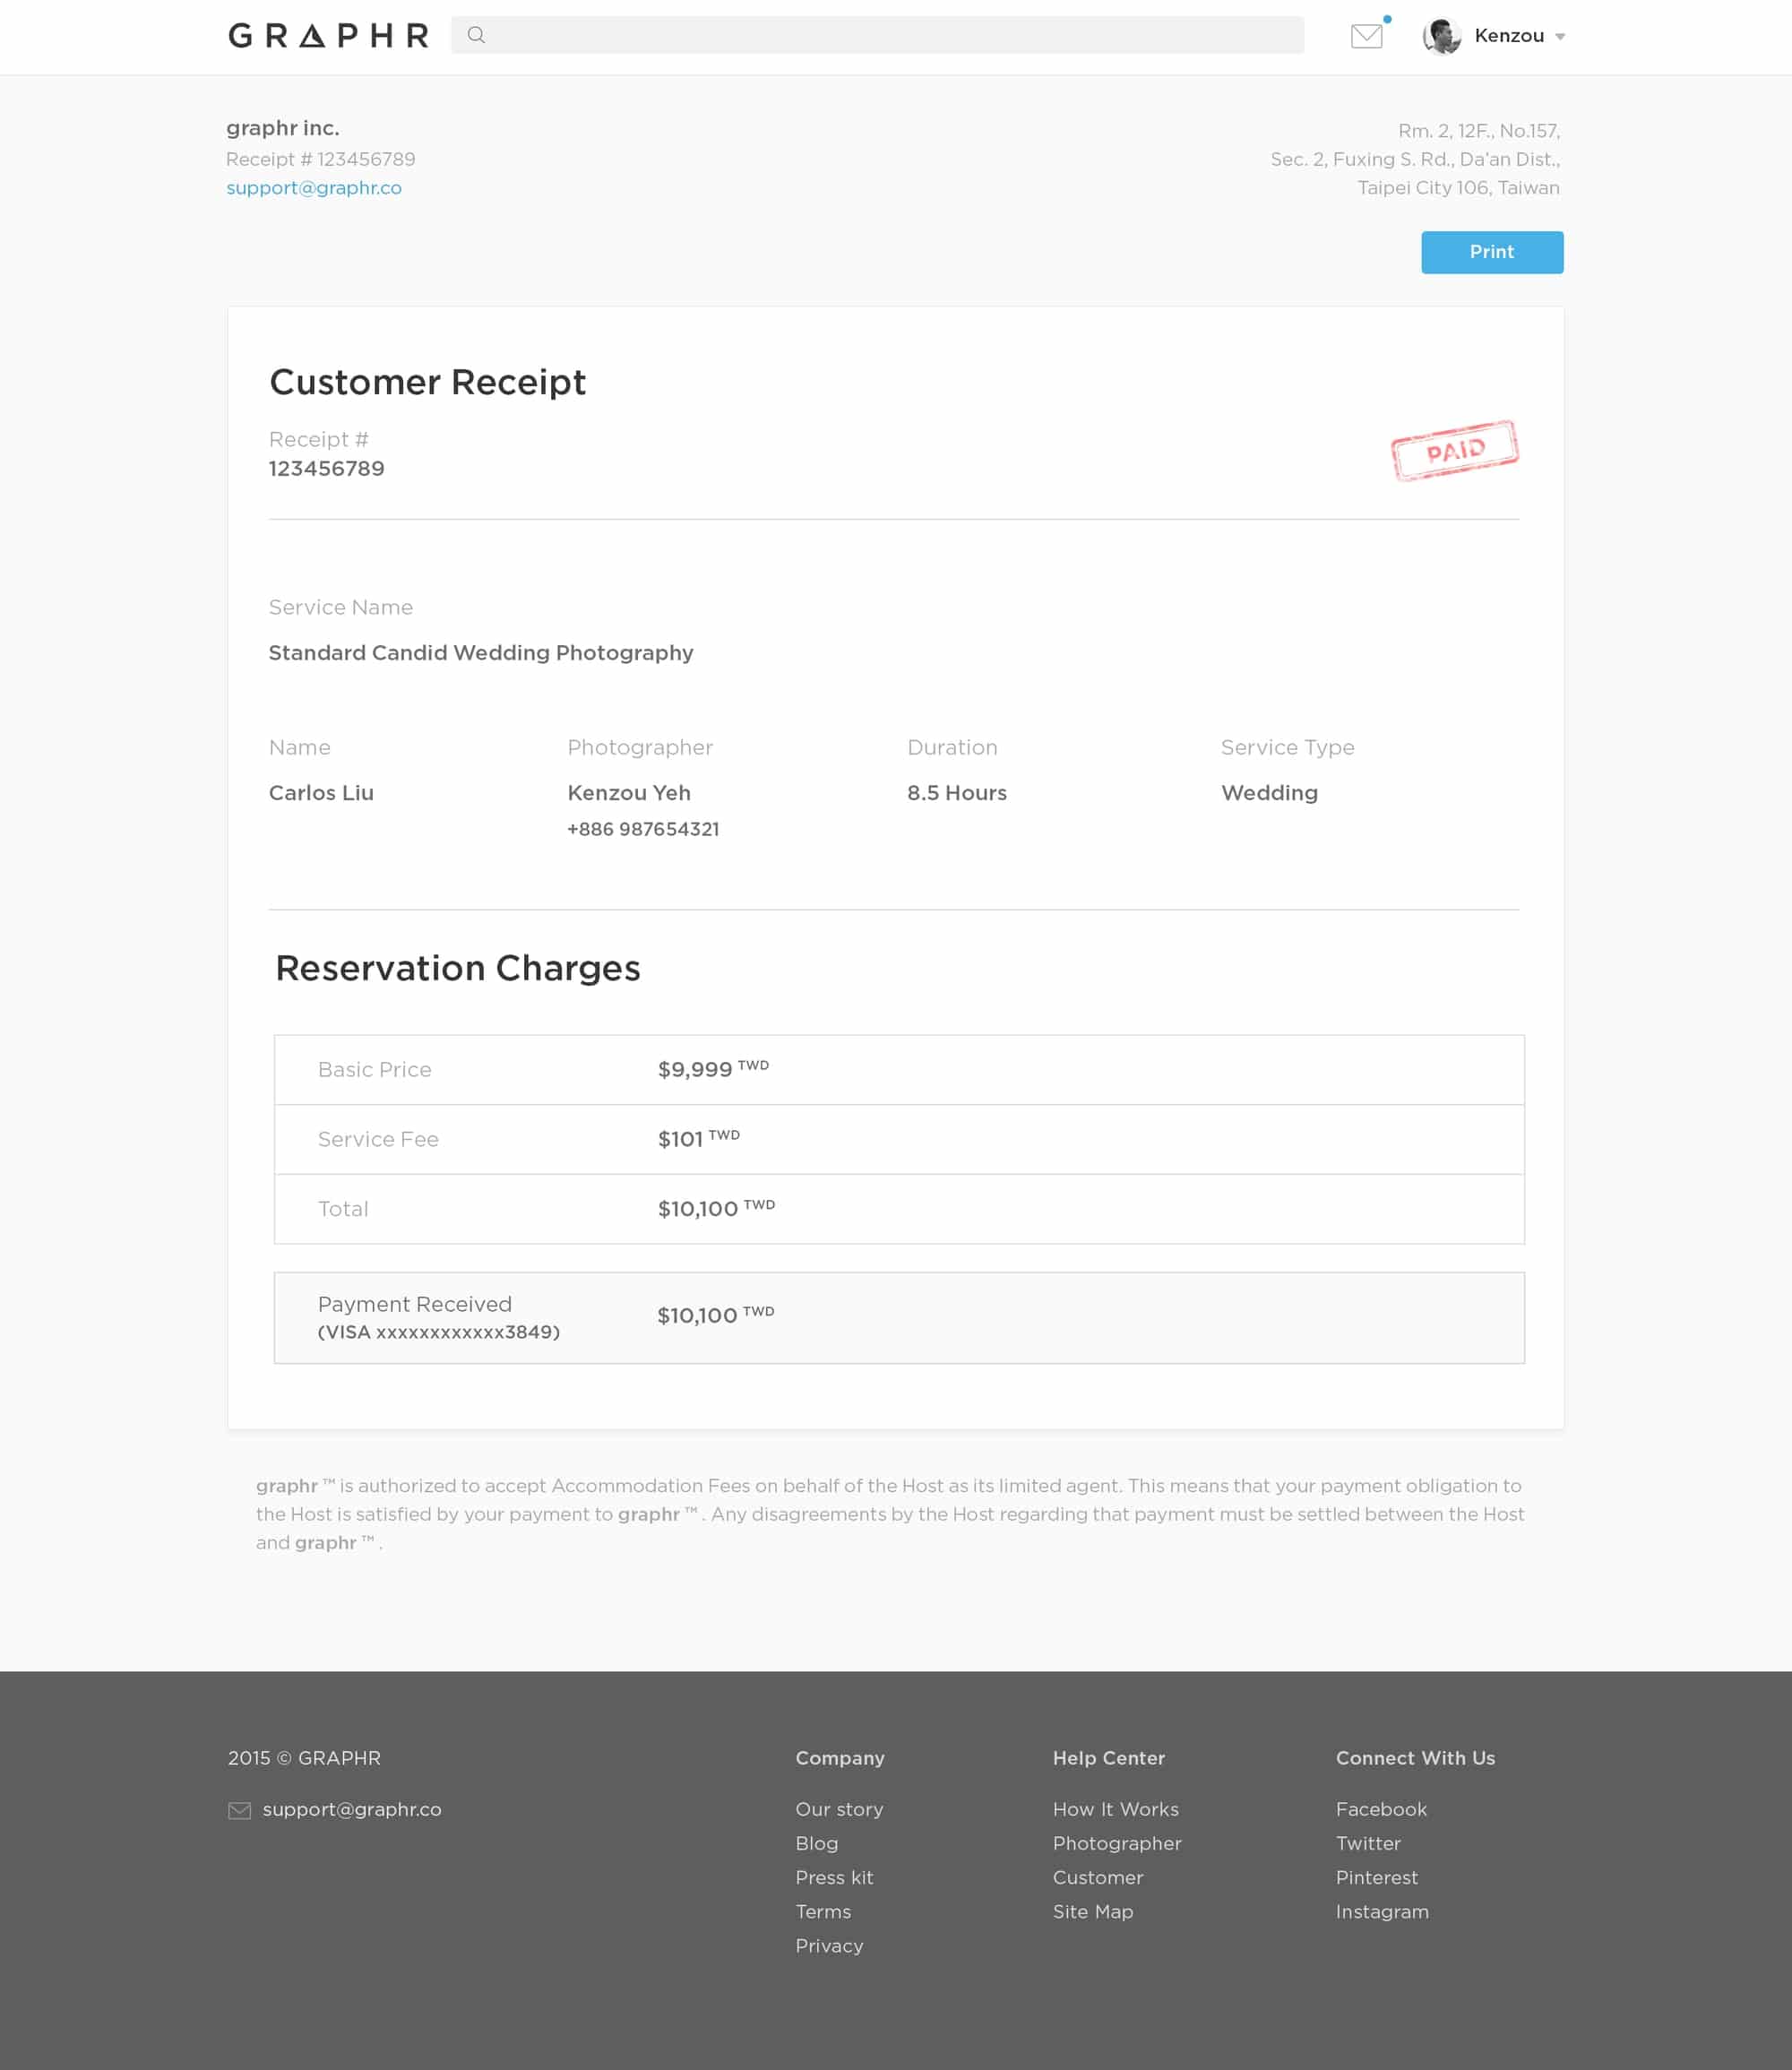 GRAPHR
Kenzou
graphr inc.
Receipt # 123456789
support@graphr.co
Rm. 2, 12F., No.157,
Sec. 2, Fuxing S. Rd., Da'an Dist.,
Taipei City 106, Taiwan
Print
Customer Receipt
Receipt #
123456789
PAID
Service Name
Standard Candid Wedding Photography
Name
Carlos Liu
Photographer
Kenzou Yeh
+886 987654321
Duration
8.5 Hours
Service Type
Wedding
Reservation Charges
Basic Price $9,999 TWD
Service Fee $101 TWD
Total $10,100 TWD
Payment Received
(VISA xxxxxxxxxxxx3849)
$10,100 TWD
graphr ™ is authorized to accept Accommodation Fees on behalf of the Host as its limited agent. This means that your payment obligation to
the Host is satisfied by your payment to graphr ™ . Any disagreements by the Host regarding that payment must be settled between the Host
and graphr ™ .
2015 © GRAPHR
support@graphr.co
Company
Our story
Blog
Press kit
Terms
Privacy
Help Center
How It Works
Photographer
Customer
Site Map
Connect With Us
Facebook
Twitter
Pinterest
Instagram